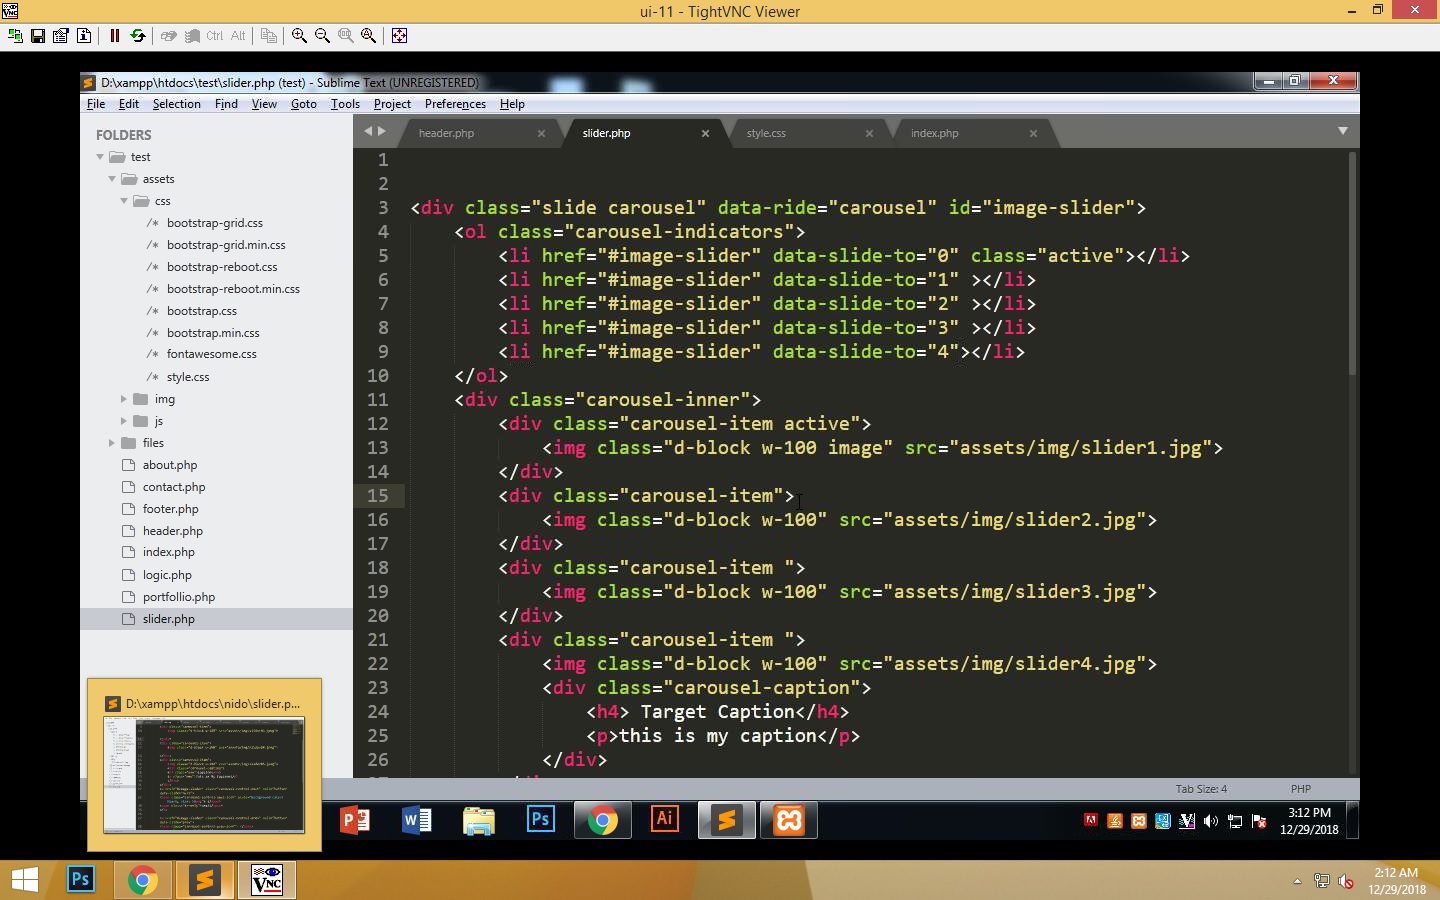 ui-11 - TightVNC Viewer
Ctrl Alt
D:\xampp\htdocs\test\slider.php (test) - Sublime Text (UNREGISTERED)
File Edit Selection Find View Goto Tools Project Preferences Help
FOLDERS
test
assets
css
/* bootstrap-grid.css
/* bootstrap-grid.min.css
/* bootstrap-reboot.css
/* bootstrap-reboot.min.css
/* bootstrap.css
/* bootstrap.min.css
/* fontawesome.css
/* style.css
img
js
files
about.php
contact.php
footer.php
header.php
index.php
logic.php
portfollio.php
slider.php
header.php slider.php style.css index.php
1
2
3 <div class="slide carousel" data-ride="carousel" id="image-slider">
4 <ol class="carousel-indicators">
5 <li href="#image-slider" data-slide-to="0" class="active"></li>
6 <li href="#image-slider" data-slide-to="1" ></li>
7 <li href="#image-slider" data-slide-to="2" ></li>
8 <li href="#image-slider" data-slide-to="3" ></li>
9 <li href="#image-slider" data-slide-to="4"></li>
10 </ol>
11 <div class="carousel-inner">
12 <div class="carousel-item active">
13 <img class="d-block w-100 image" src="assets/img/slider1.jpg">
14 </div>
15 <div class="carousel-item">
16 <img class="d-block w-100" src="assets/img/slider2.jpg">
17 </div>
18 <div class="carousel-item ">
19 <img class="d-block w-100" src="assets/img/slider3.jpg">
20 </div>
21 <div class="carousel-item ">
22 <img class="d-block w-100" src="assets/img/slider4.jpg">
23 <div class="carousel-caption">
24 <h4> Target Caption</h4>
25 <p>this is my caption</p>
26 </div>
D:\xampp\htdocs\nido\slider.p...
Tab Size: 4 PHP
3:12 PM
12/29/2018
2:12 AM
12/29/2018